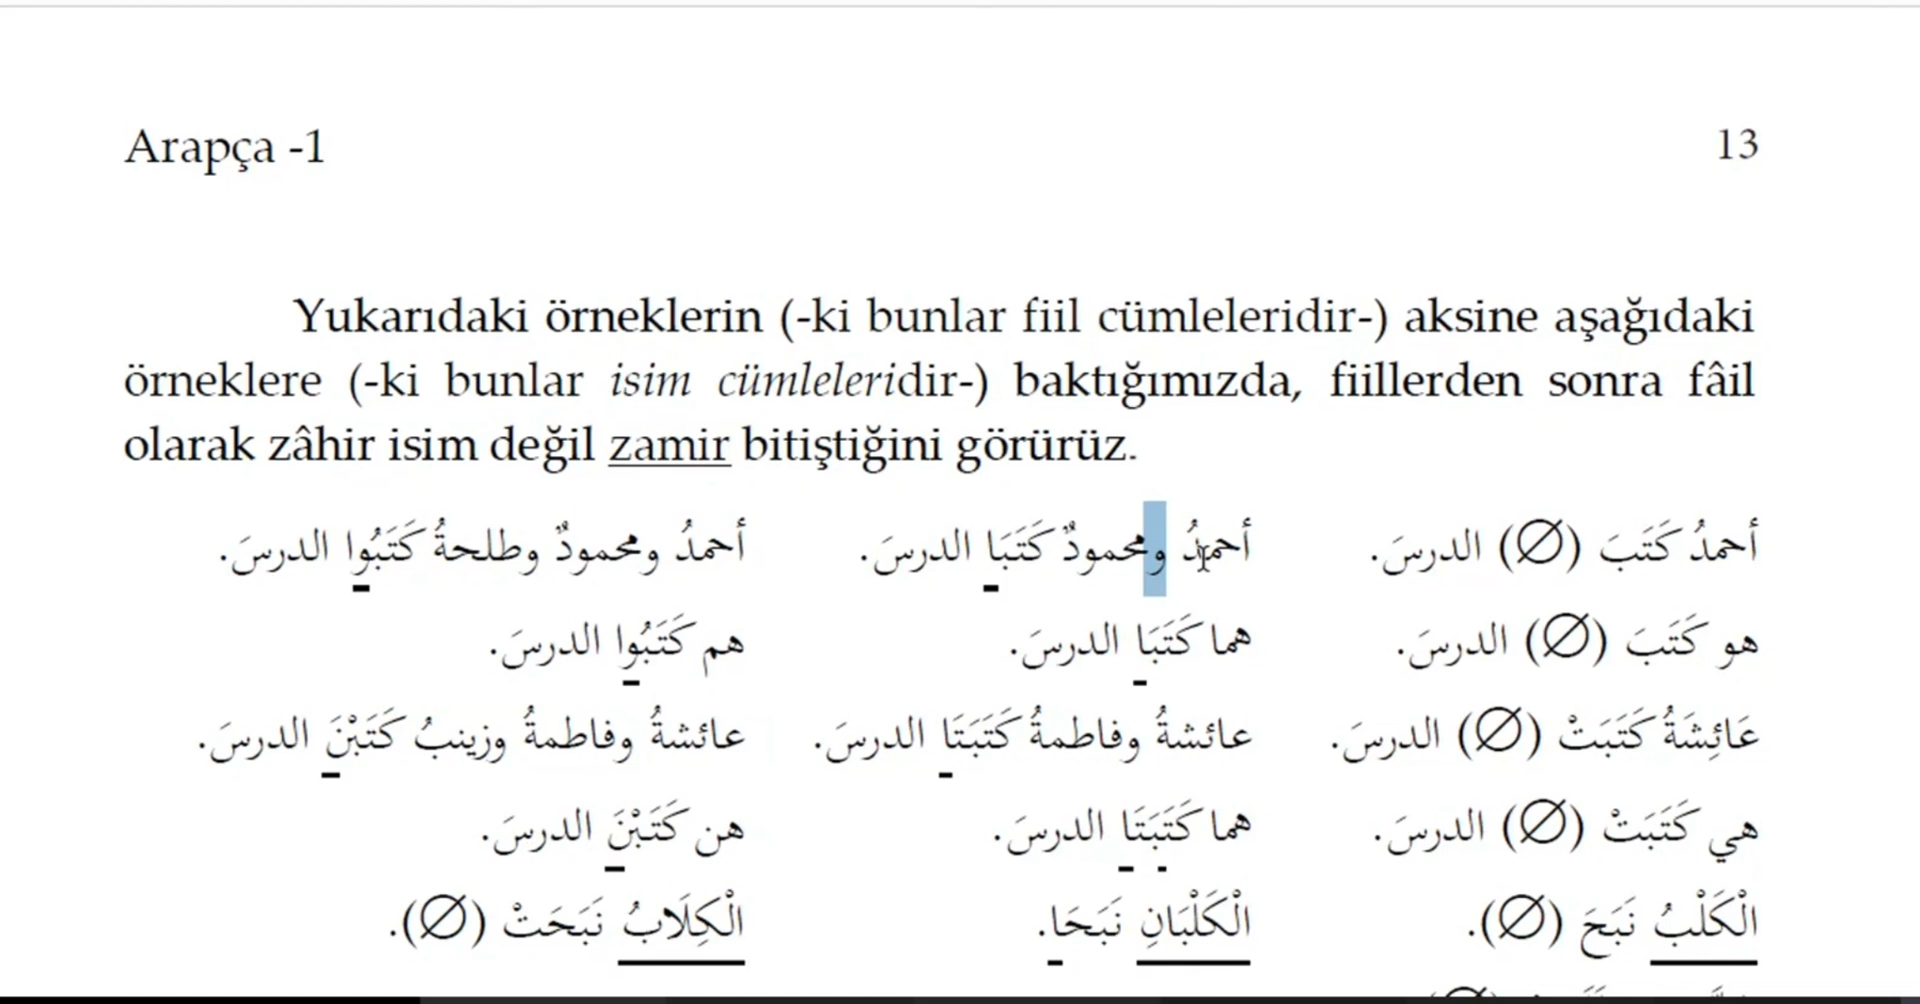 Arapça -1 13
Yukarıdaki örneklerin (-ki bunlar fiil cümleleridir-) aksine aşağıdaki
örneklere (-ki bunlar isim cümleleridir-) baktığımızda, fiillerden sonra fâil
olarak zâhir isim değil zamir bitiştiğini görürüz.
أحمدُ كَتَبَ (∅) الدرسَ. أحمدُ ومحمودٌ كَتَبَا الدرسَ. أحمدُ ومحمودٌ وطلحةُ كَتَبُوا الدرسَ.
هو كَتَبَ (∅) الدرسَ. هما كَتَبَا الدرسَ. هم كَتَبُوا الدرسَ.
عَائِشَةُ كَتَبَتْ (∅) الدرسَ. عائشةُ وفاطمةُ كَتَبَتَا الدرسَ. عائشةُ وفاطمةُ وزينبُ كَتَبْنَ الدرسَ.
هي كَتَبَتْ (∅) الدرسَ. هما كَتَبَتَا الدرسَ. هن كَتَبْنَ الدرسَ.
الْكَلْبُ نَبَحَ (∅). الْكَلْبَانِ نَبَحَا. الْكِلَابُ نَبَحَتْ (∅).